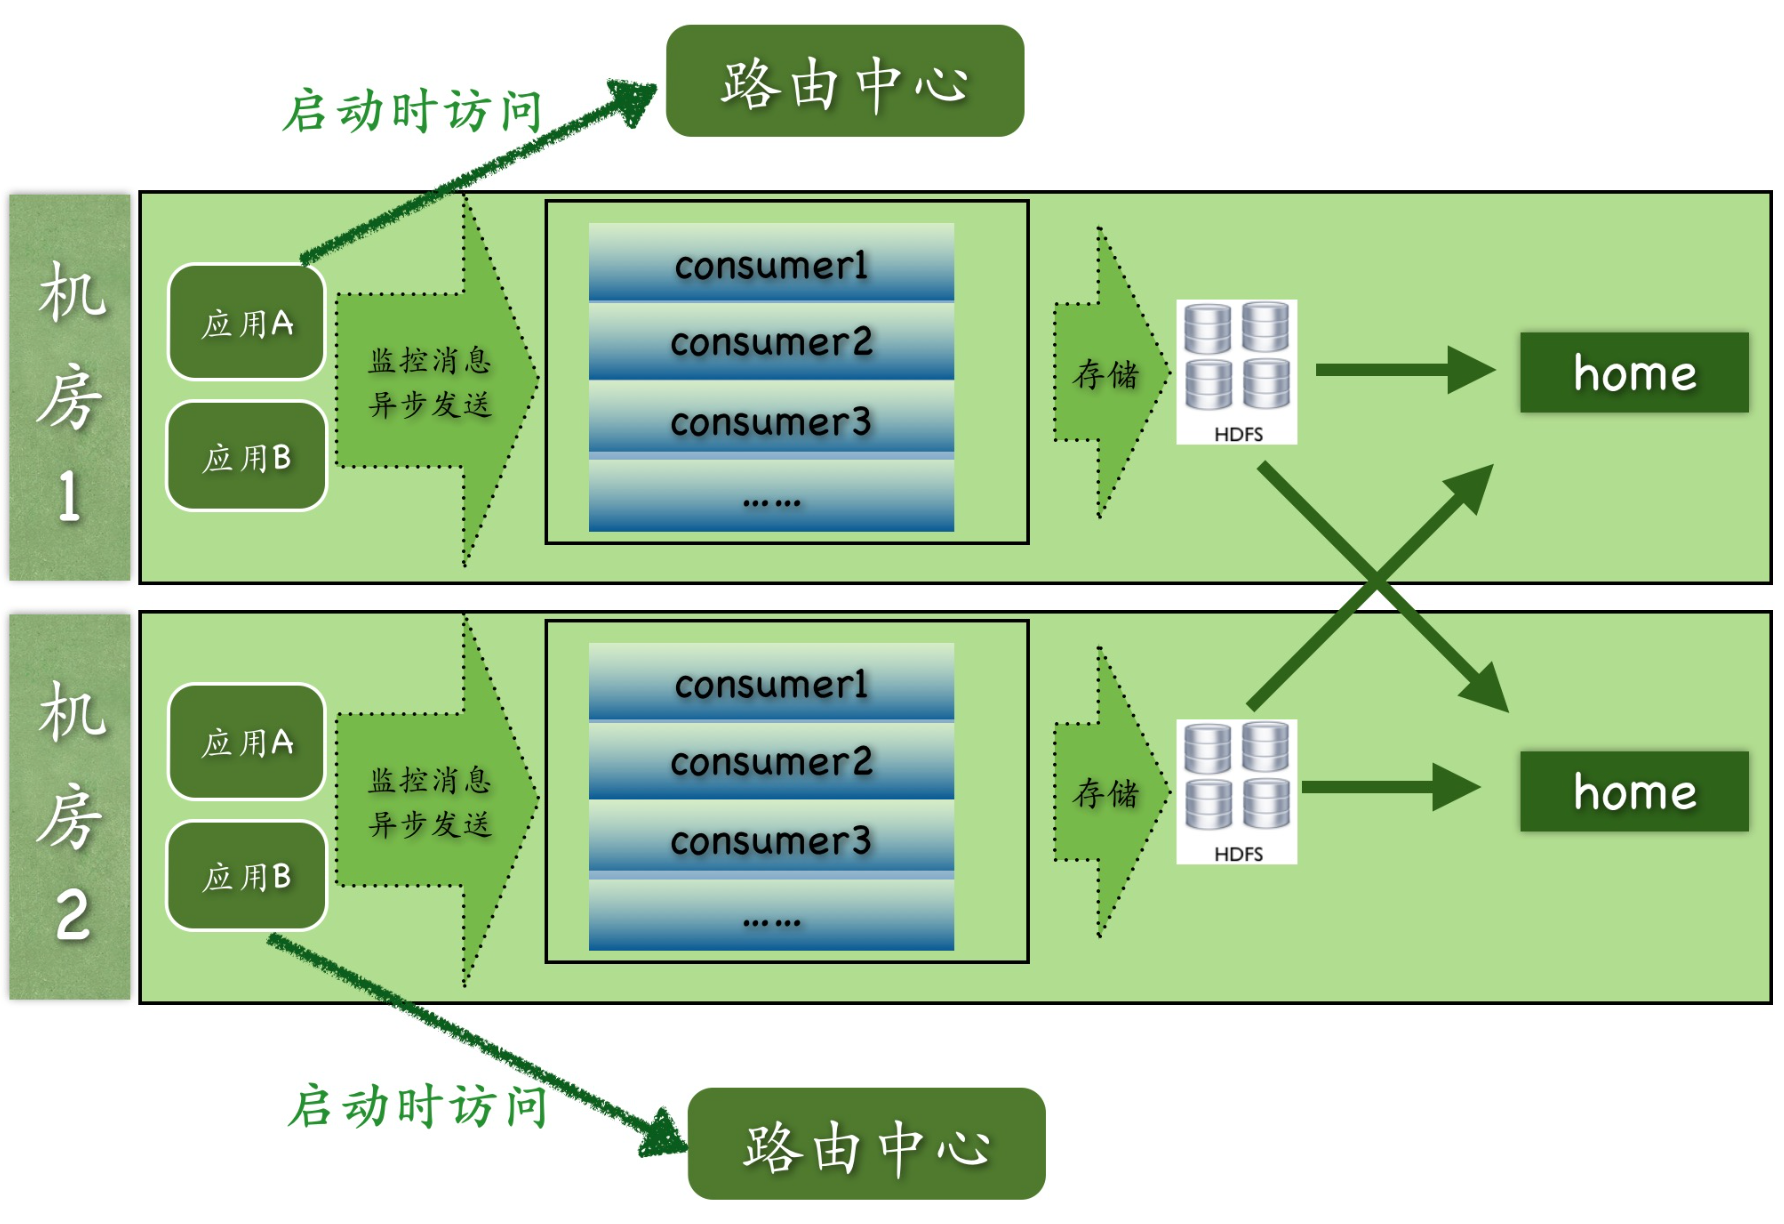 路由中心
启动时访问
机
房
1
应用A
应用B
监控消息
异步发送
consumer1
consumer2
consumer3
……
存储
HDFS
home
机
房
2
应用A
应用B
监控消息
异步发送
consumer1
consumer2
consumer3
……
存储
HDFS
home
启动时访问
路由中心